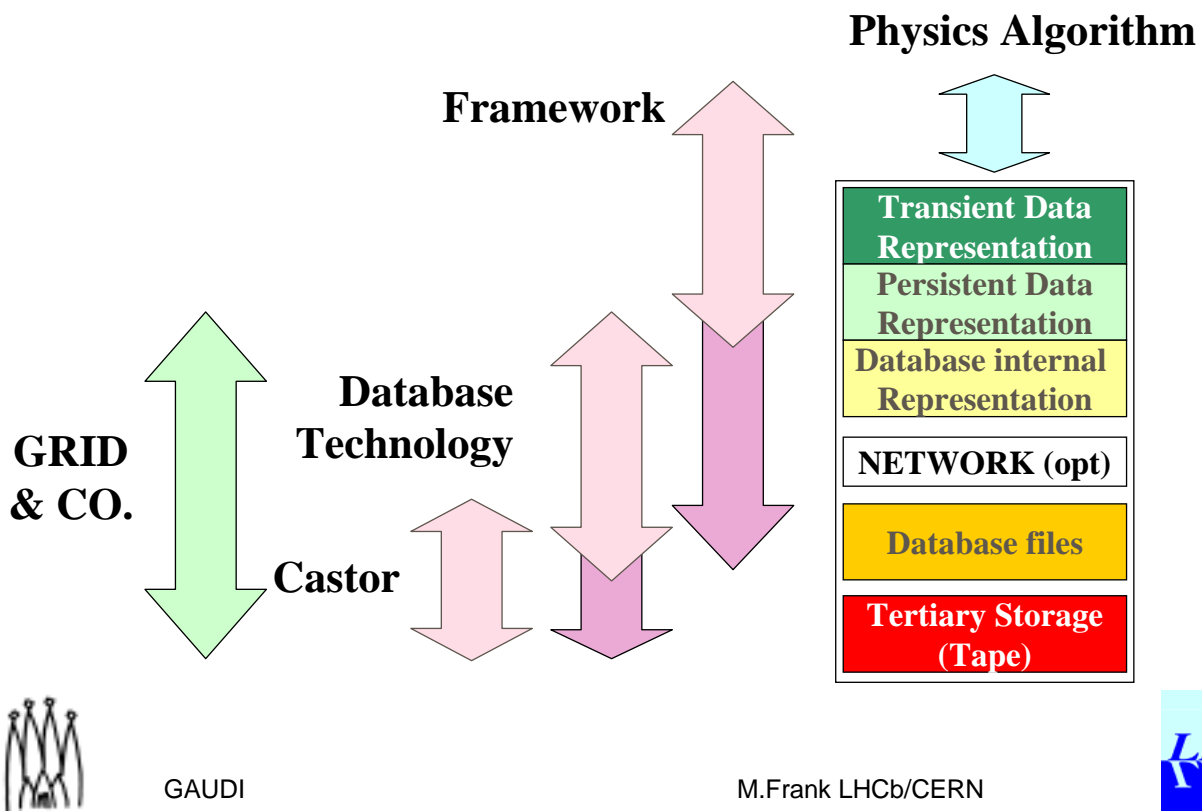 Physics Algorithm
Framework
Transient Data
Representation
Persistent Data
Representation
Database internal
Representation
Database
Technology
GRID
& CO.
NETWORK (opt)
Castor
Database files
Tertiary Storage
(Tape)
GAUDI
M.Frank LHCb/CERN